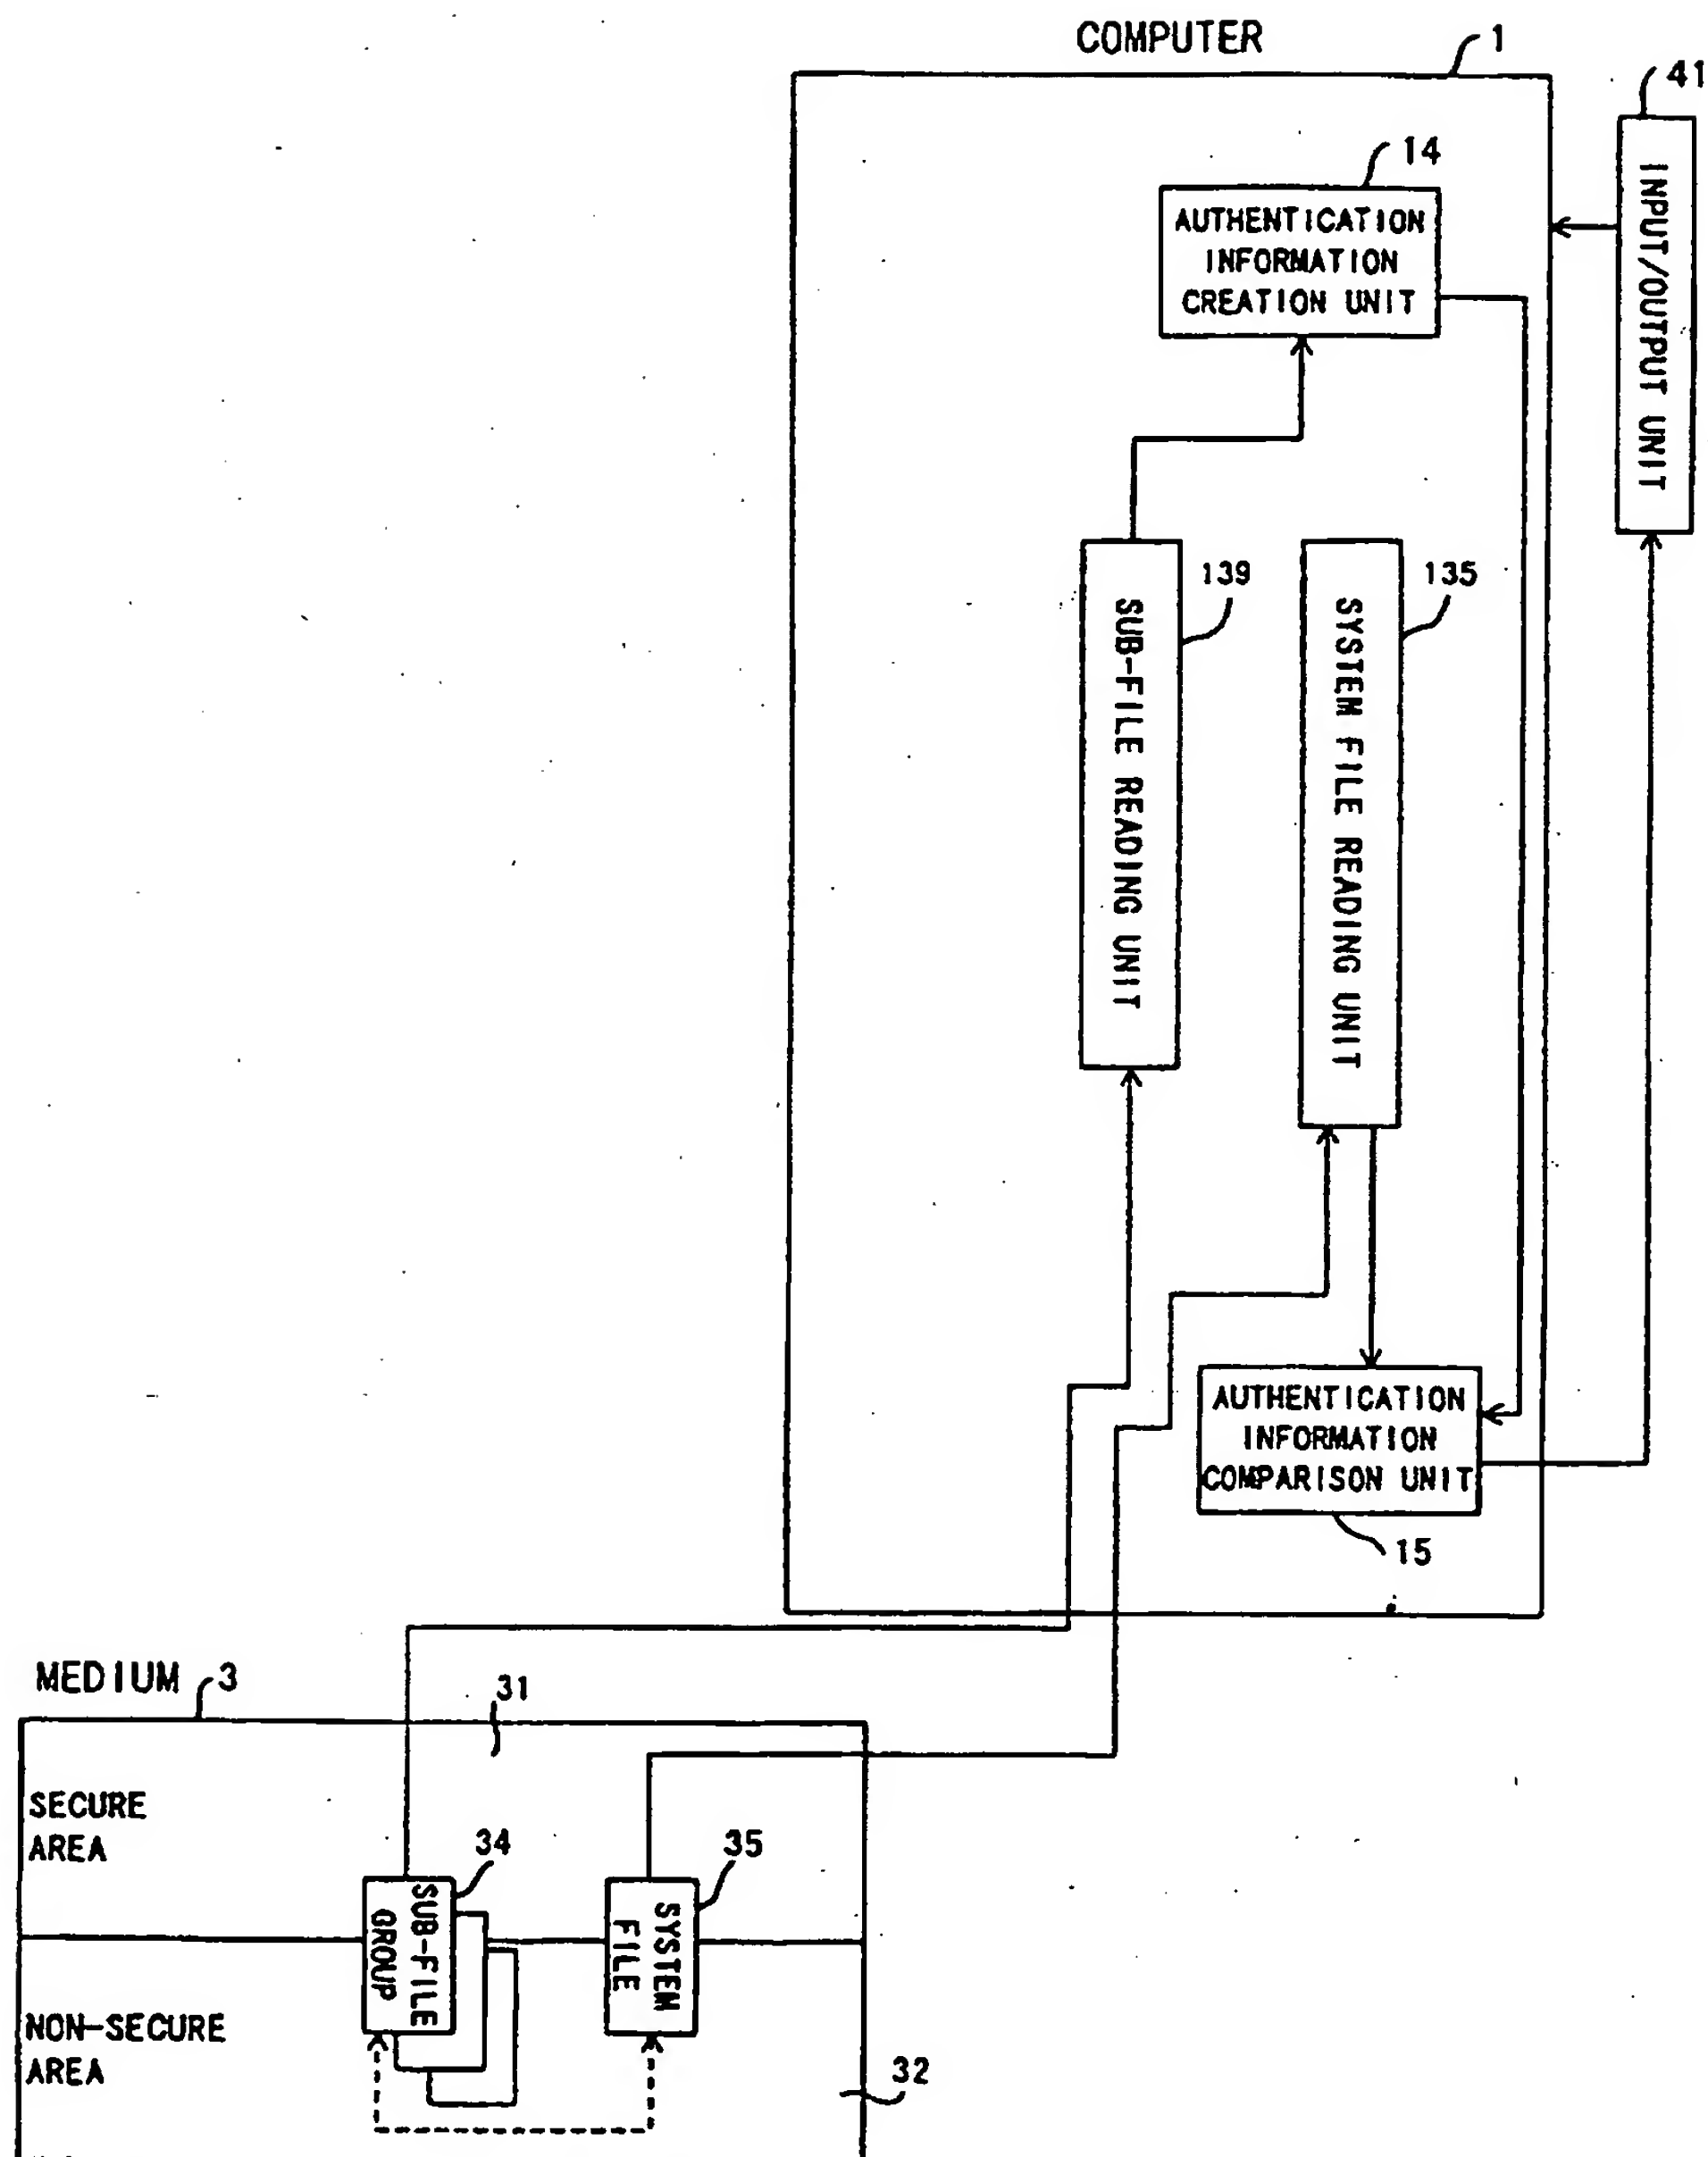 COMPUTER
1
41
14
AUTHENTICATION
INFORMATION
CREATION UNIT
INPUT/OUTPUT UNIT
139
135
SUB-FILE READING UNIT
SYSTEM FILE READING UNIT
AUTHENTICATION
INFORMATION
COMPARISON UNIT
15
MEDIUM
3
31
SECURE
AREA
34
35
SUB-FILE
GROUP
SYSTEM
FILE
NON-SECURE
AREA
32